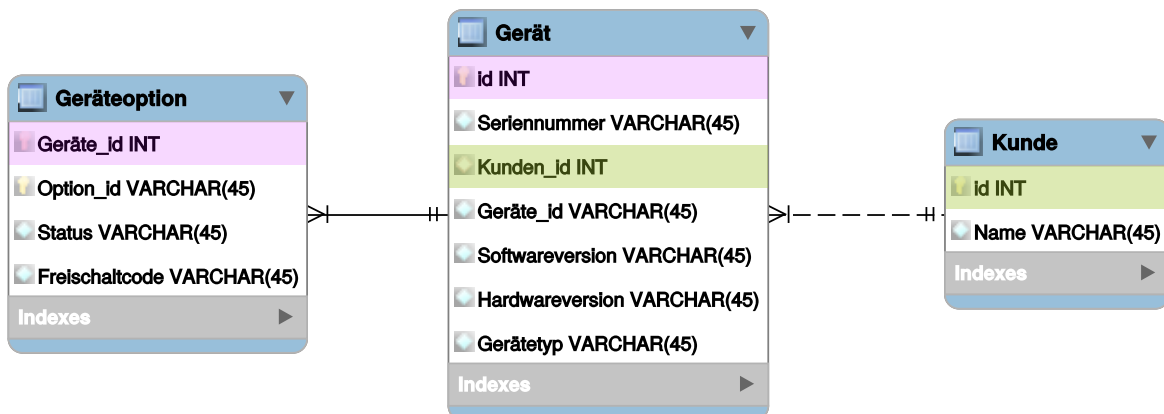 Geräteoption
Geräte_id INT
Option_id VARCHAR(45)
Status VARCHAR(45)
Freischaltcode VARCHAR(45)
Indexes
Gerät
id INT
Seriennummer VARCHAR(45)
Kunden_id INT
Geräte_id VARCHAR(45)
Softwareversion VARCHAR(45)
Hardwareversion VARCHAR(45)
Gerätetyp VARCHAR(45)
Indexes
Kunde
id INT
Name VARCHAR(45)
Indexes